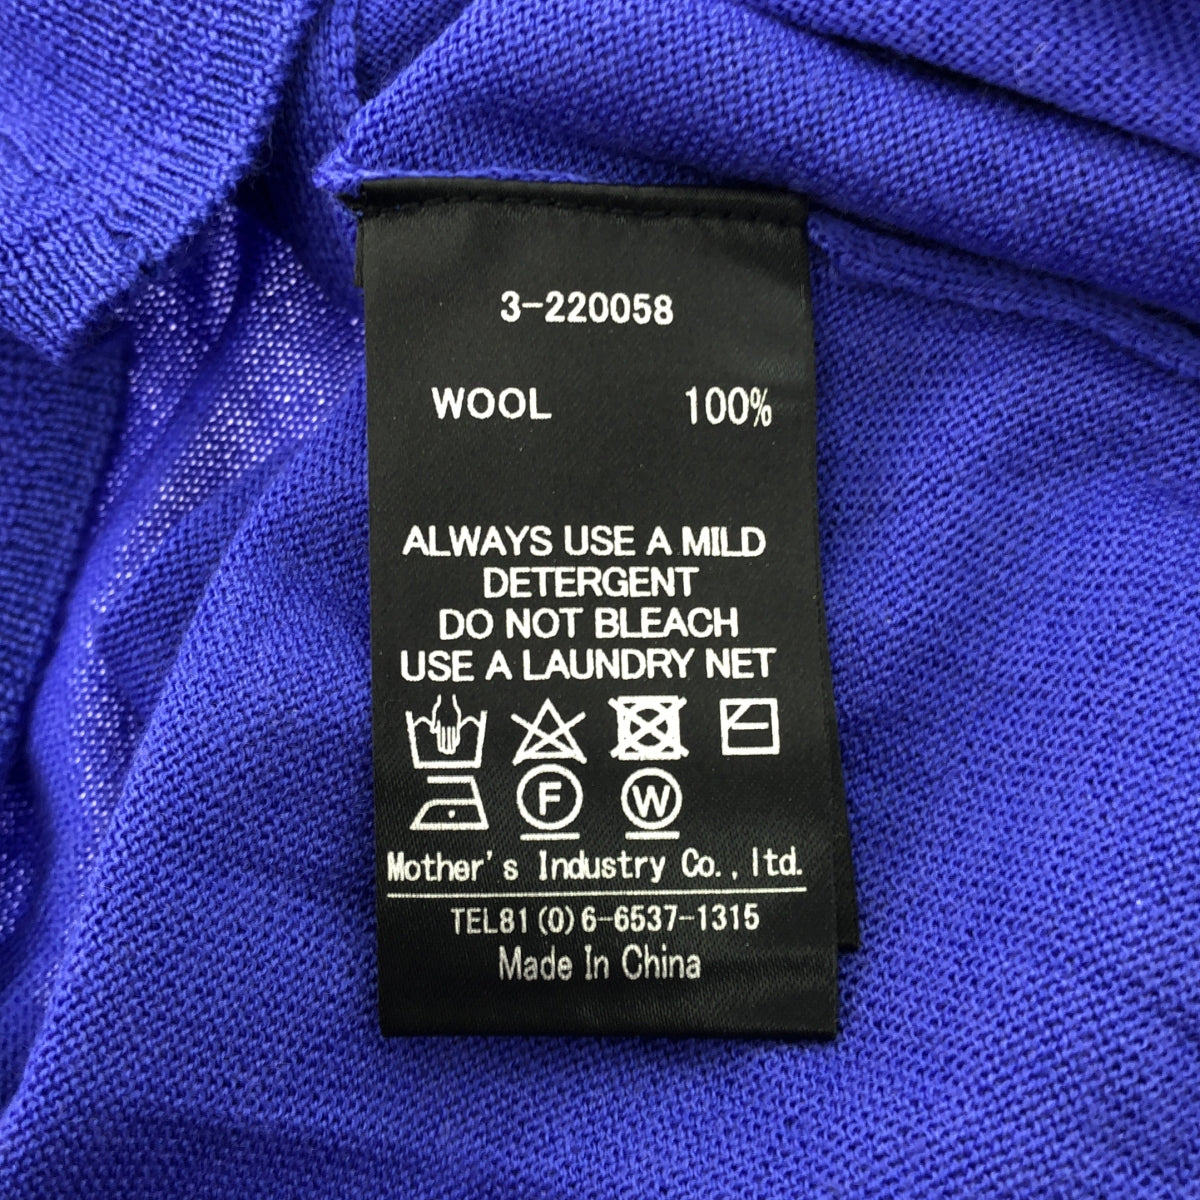 3-220058
WOOL 100%
ALWAYS USE A MILD
DETERGENT
DO NOT BLEACH
USE A LAUNDRY NET
F W
Mother's Industry Co.,ltd.
TEL81(0)6-6537-1315
Made In China